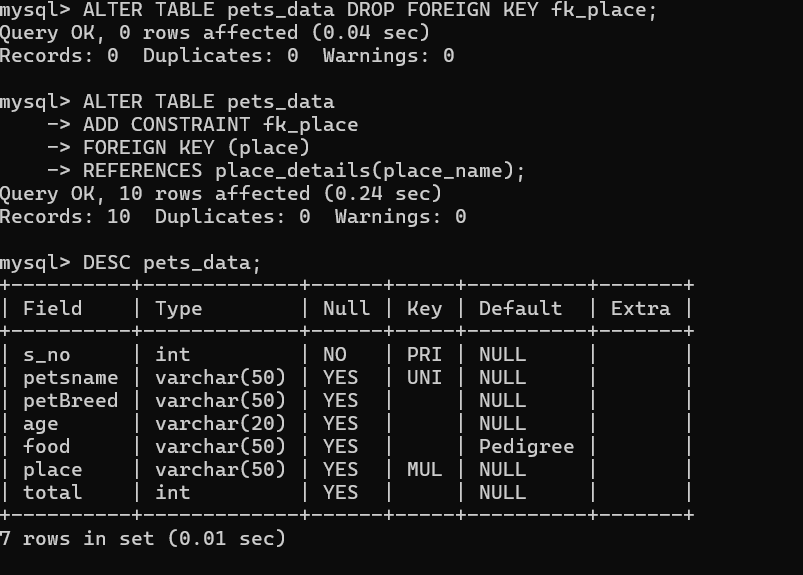 mysql> ALTER TABLE pets_data DROP FOREIGN KEY fk_place;
Query OK, 0 rows affected (0.04 sec)
Records: 0  Duplicates: 0  Warnings: 0

mysql> ALTER TABLE pets_data
    -> ADD CONSTRAINT fk_place
    -> FOREIGN KEY (place)
    -> REFERENCES place_details(place_name);
Query OK, 10 rows affected (0.24 sec)
Records: 10  Duplicates: 0  Warnings: 0

mysql> DESC pets_data;
+----------+-------------+------+-----+----------+-------+
| Field    | Type        | Null | Key | Default  | Extra |
+----------+-------------+------+-----+----------+-------+
| s_no     | int         | NO   | PRI | NULL     |       |
| petsname | varchar(50) | YES  | UNI | NULL     |       |
| petBreed | varchar(50) | YES  |     | NULL     |       |
| age      | varchar(20) | YES  |     | NULL     |       |
| food     | varchar(50) | YES  |     | Pedigree |       |
| place    | varchar(50) | YES  | MUL | NULL     |       |
| total    | int         | YES  |     | NULL     |       |
+----------+-------------+------+-----+----------+-------+
7 rows in set (0.01 sec)